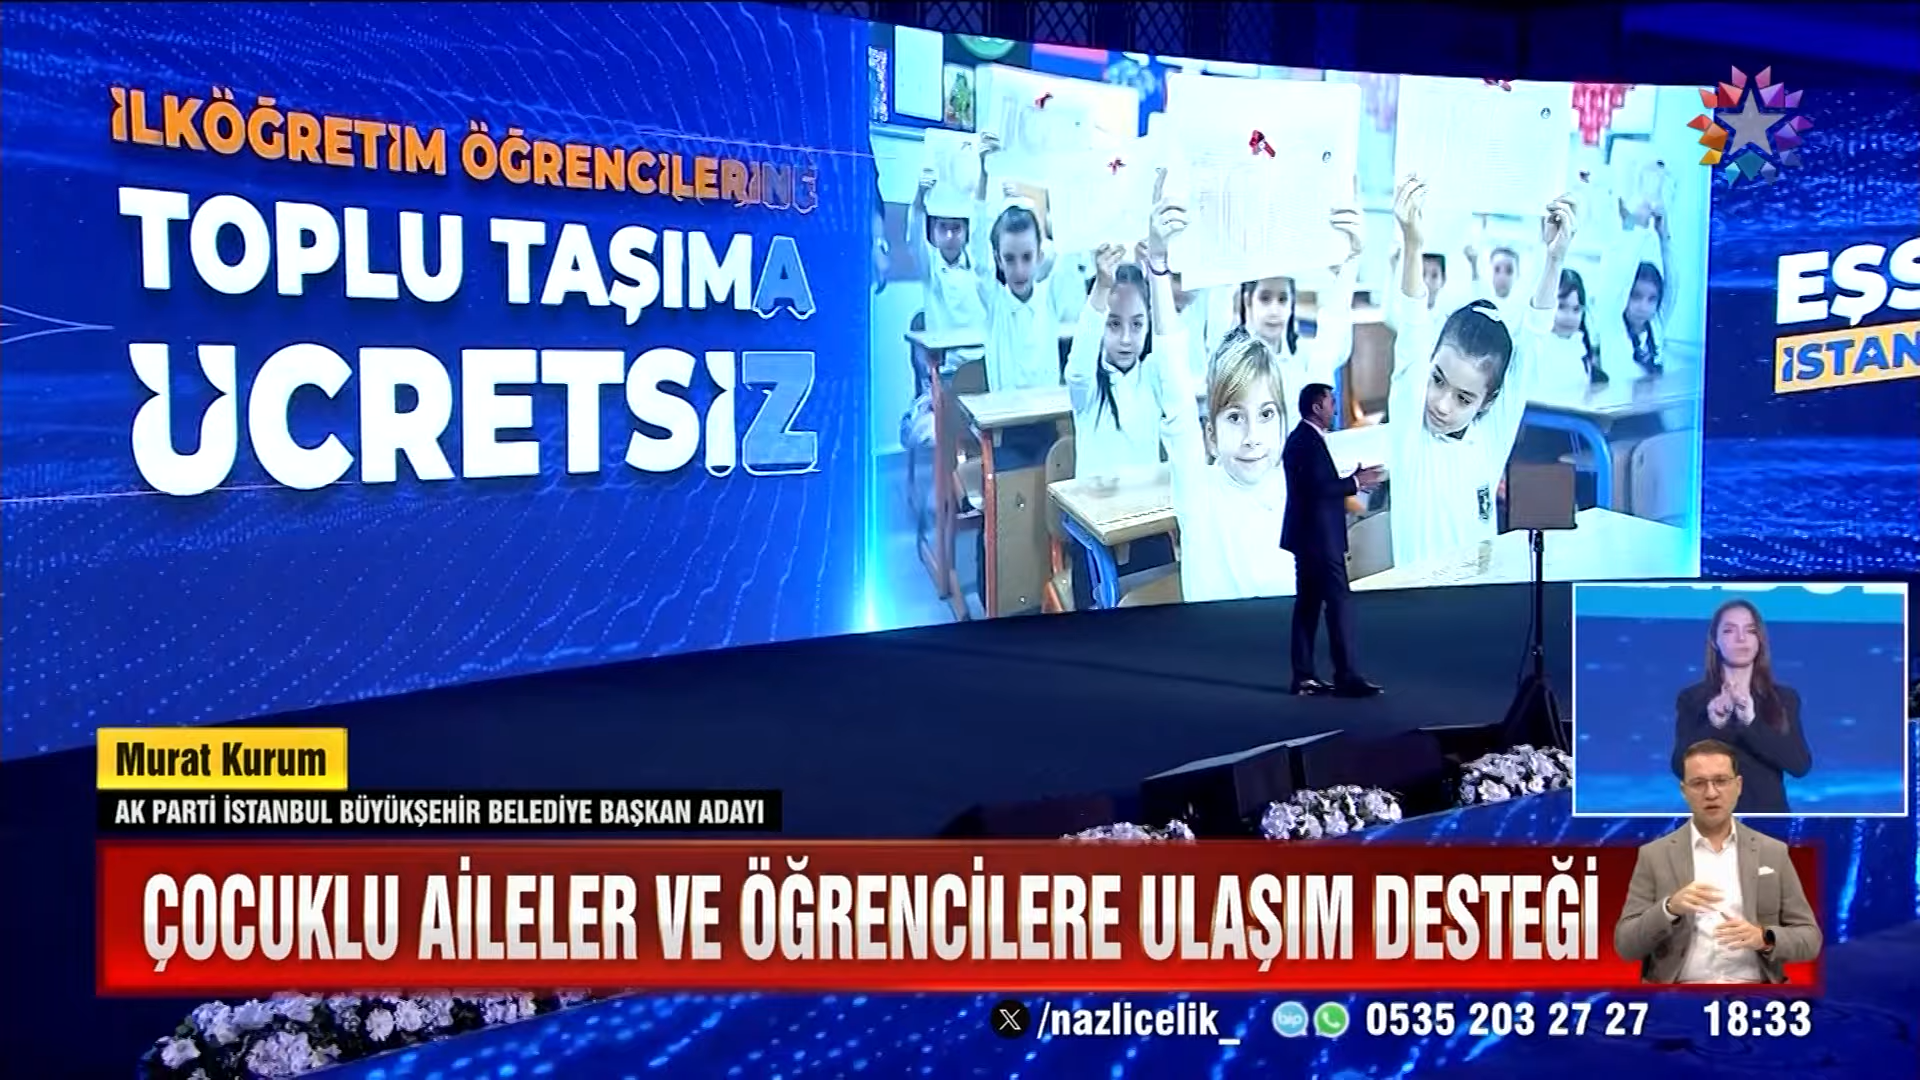 İLKÖĞRETİM ÖĞRENCİLERİNE
TOPLU TAŞIMA
ÜCRETSİZ
EŞS
İSTAN
Murat Kurum
AK PARTİ İSTANBUL BÜYÜKŞEHİR BELEDİYE BAŞKAN ADAYI
ÇOCUKLU AİLELER VE ÖĞRENCİLERE ULAŞIM DESTEĞİ
X /nazlicelik_ bip 0535 203 27 27 18:33